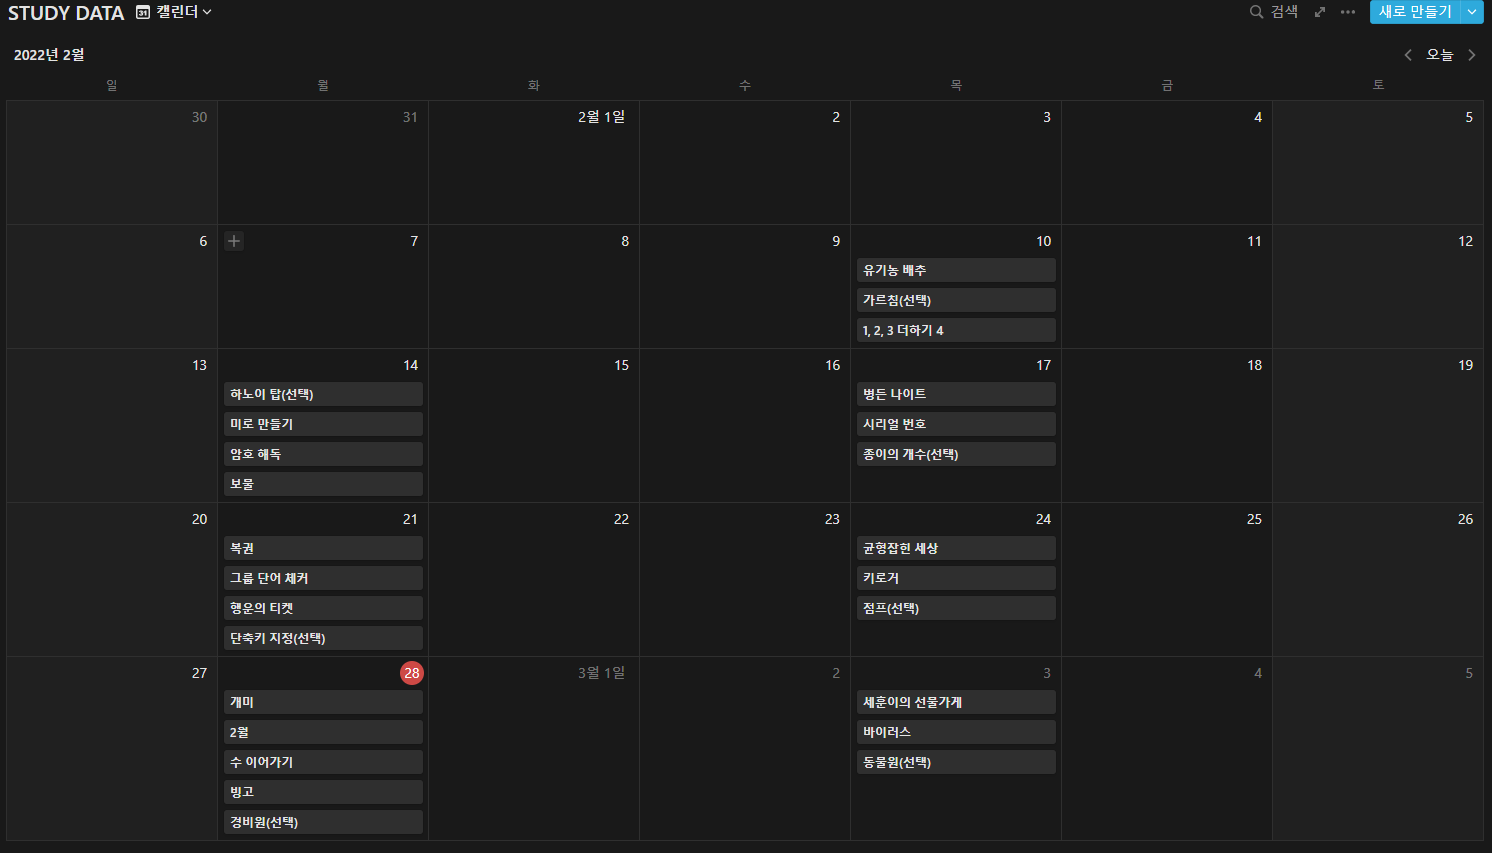 STUDY DATA 31 캘린더 검색 새로 만들기
2022년 2월 오늘
일 월 화 수 목 금 토
30 31 2월 1일 2 3 4 5
6 7 8 9 10 11 12
유기농 배추
가르침(선택)
1, 2, 3 더하기 4
13 14 15 16 17 18 19
하노이 탑(선택) 병든 나이트
미로 만들기 시리얼 번호
암호 해독 종이의 개수(선택)
보물
20 21 22 23 24 25 26
복권 균형잡힌 세상
그룹 단어 체커 키로거
행운의 티켓 점프(선택)
단축키 지정(선택)
27 28 3월 1일 2 3 4 5
개미 세훈이의 선물가게
2월 바이러스
수 이어가기 동물원(선택)
빙고
경비원(선택)